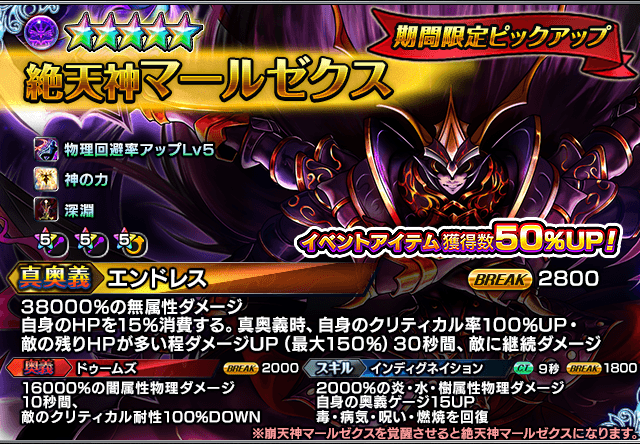 期間限定ピックアップ
絶天神マールゼクス
物理回避率アップLv5
神の力
深淵
5 5 5
イベントアイテム獲得数50%UP!
真奥義 エンドレス BREAK 2800
38000%の無属性ダメージ
自身のHPを15%消費する。真奥義時、自身のクリティカル率100%UP・
敵の残りHPが多い程ダメージUP（最大150%）30秒間、敵に継続ダメージ
奥義 ドゥームズ BREAK 2000
16000%の闇属性物理ダメージ
10秒間、
敵のクリティカル耐性100%DOWN
スキル インディグネイション C.T. 9秒 BREAK 1800
2000%の炎・水・樹属性物理ダメージ
自身の奥義ゲージ15UP
毒・病気・呪い・燃焼を回復
※崩天神マールゼクスを覚醒させると絶天神マールゼクスになります。